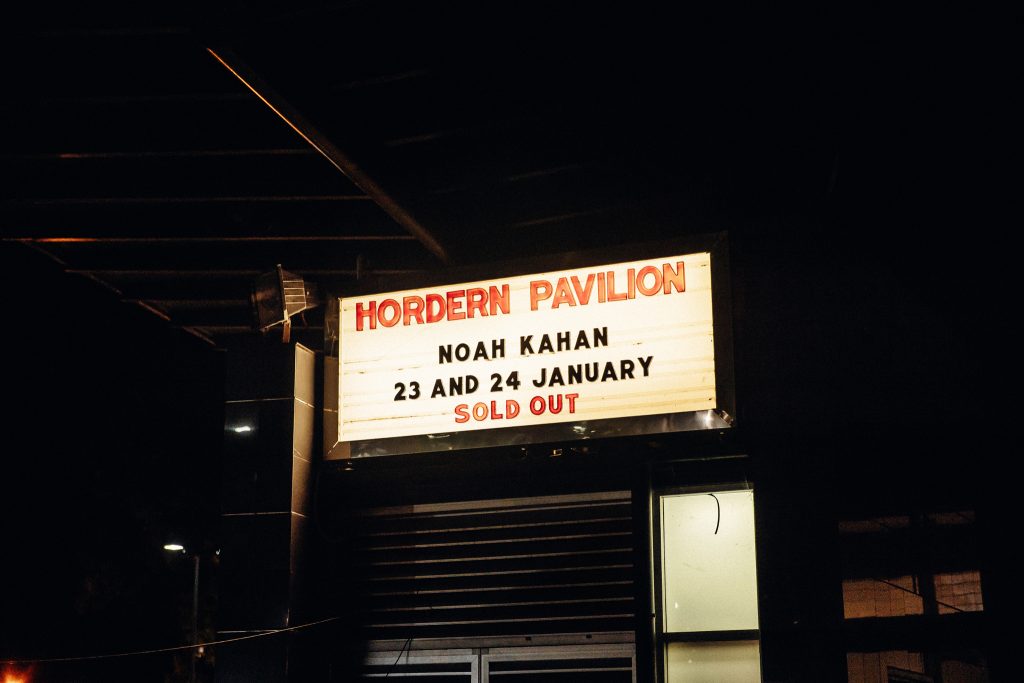 HORDERN PAVILION
NOAH KAHAN
23 AND 24 JANUARY
SOLD OUT